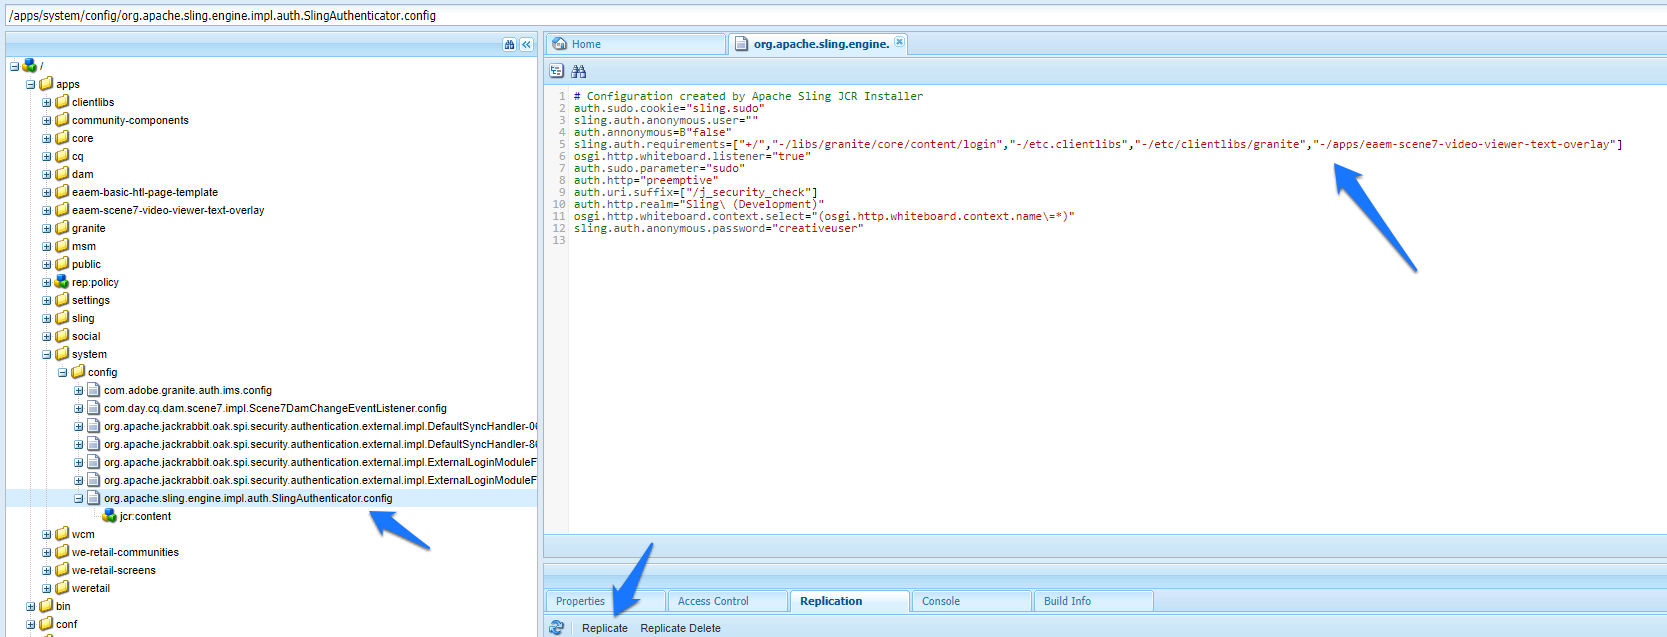 /apps/system/config/org.apache.sling.engine.impl.auth.SlingAuthenticator.config
/
apps
clientlibs
community-components
core
cq
dam
eaem-basic-htl-page-template
eaem-scene7-video-viewer-text-overlay
granite
msm
public
rep:policy
settings
sling
social
system
config
com.adobe.granite.auth.ims.config
com.day.cq.dam.scene7.impl.Scene7DamChangeEventListener.config
org.apache.jackrabbit.oak.spi.security.authentication.external.impl.DefaultSyncHandler-0
org.apache.jackrabbit.oak.spi.security.authentication.external.impl.DefaultSyncHandler-8
org.apache.jackrabbit.oak.spi.security.authentication.external.impl.ExternalLoginModuleF
org.apache.jackrabbit.oak.spi.security.authentication.external.impl.ExternalLoginModuleF
org.apache.sling.engine.impl.auth.SlingAuthenticator.config
jcr:content
wcm
we-retail-communities
we-retail-screens
weretail
bin
conf
Home
org.apache.sling.engine.
1 # Configuration created by Apache Sling JCR Installer
2 auth.sudo.cookie="sling.sudo"
3 sling.auth.anonymous.user=""
4 auth.annonymous=B"false"
5 sling.auth.requirements=["+/","-/libs/granite/core/content/login","-/etc.clientlibs","-/etc/clientlibs/granite","-/apps/eaem-scene7-video-viewer-text-overlay"]
6 osgi.http.whiteboard.listener="true"
7 auth.sudo.parameter="sudo"
8 auth.http="preemptive"
9 auth.uri.suffix=["/j_security_check"]
10 auth.http.realm="Sling\ (Development)"
11 osgi.http.whiteboard.context.select="(osgi.http.whiteboard.context.name\=*)"
12 sling.auth.anonymous.password="creativeuser"
13
Properties
Access Control
Replication
Console
Build Info
Replicate
Replicate Delete